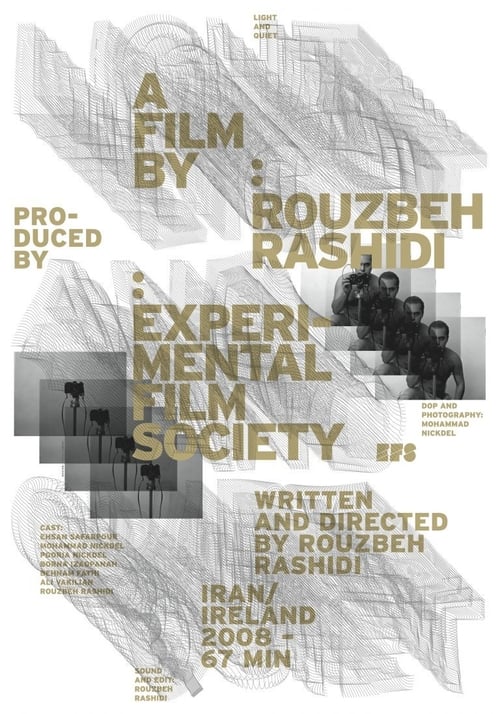 LIGHT
AND
QUIET
A
FILM
BY
:
ROUZBEH
RASHIDI
PRO-
DUCED
BY
:
EXPERI-
MENTAL
FILM
SOCIETY
EFS
DOP AND
PHOTOGRAPHY:
MOHAMMAD
NICKDEL
WRITTEN
AND DIRECTED
BY ROUZBEH
RASHIDI
CAST:
EHSAN SAFARPOUR
MOHAMMAD NICKDEL
POORIA NICKDEL
BORNA IZADPANAH
BEHNAM FATHI
ALI VAKILIAN
ROUZBEH RASHIDI
IRAN/
IRELAND
2008 –
67 MIN
SOUND
AND EDIT:
ROUZBEH
RASHIDI